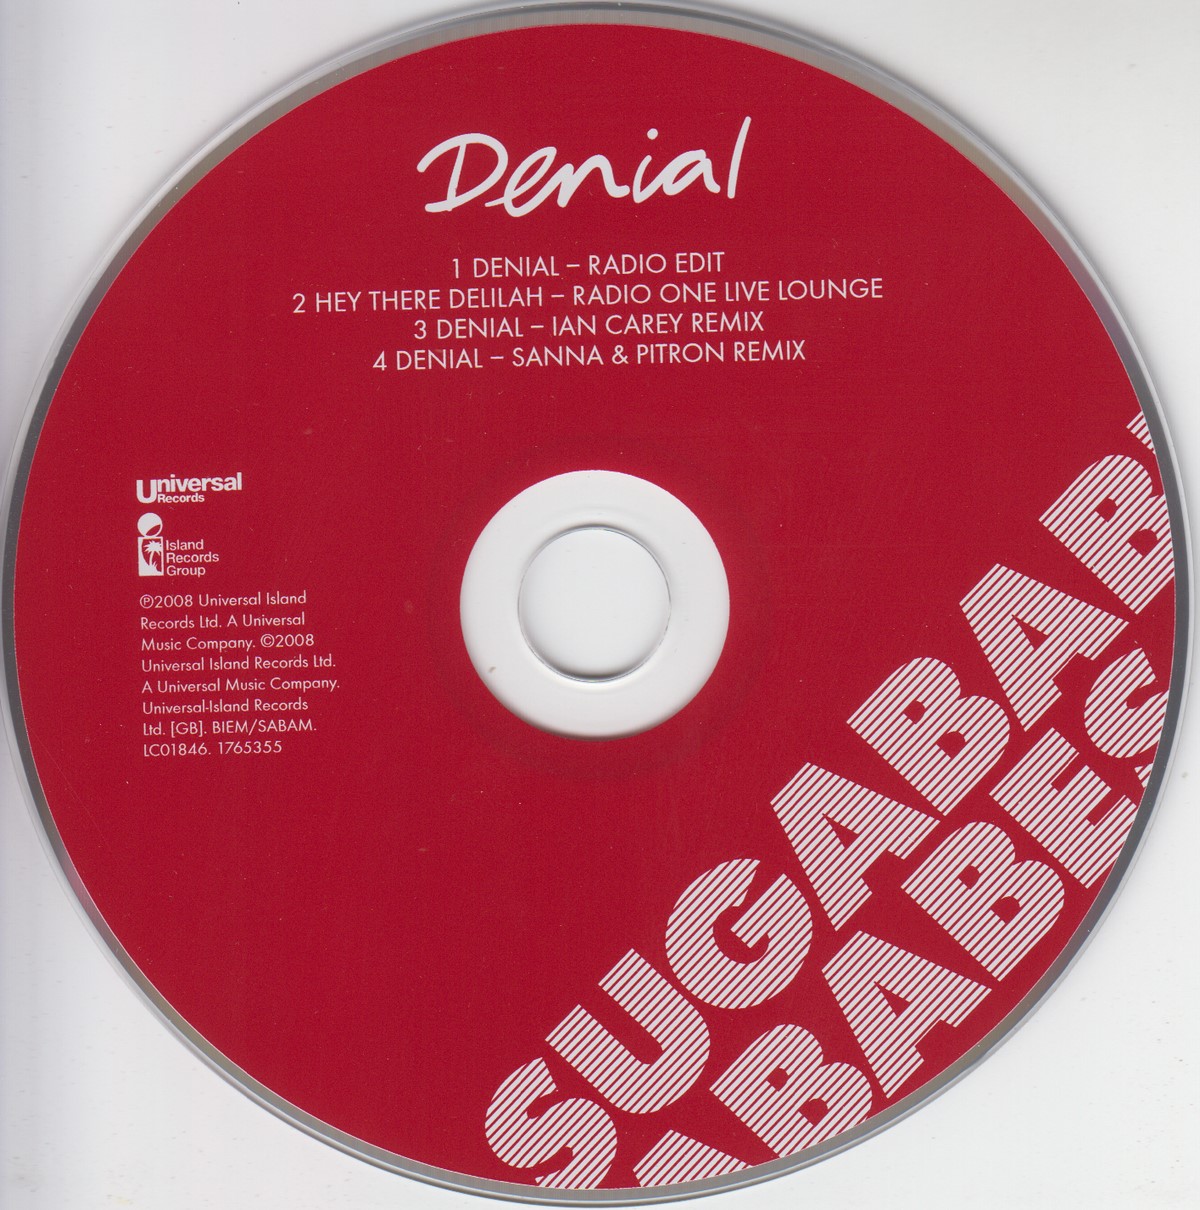 Denial
1 DENIAL – RADIO EDIT
2 HEY THERE DELILAH – RADIO ONE LIVE LOUNGE
3 DENIAL – IAN CAREY REMIX
4 DENIAL – SANNA & PITRON REMIX
Universal
Records
Island
Records
Group
℗2008 Universal Island
Records Ltd. A Universal
Music Company. ©2008
Universal Island Records Ltd.
A Universal Music Company.
Universal-Island Records
Ltd. [GB]. BIEM/SABAM.
LC01846. 1765355
SUGABAB
ABABES